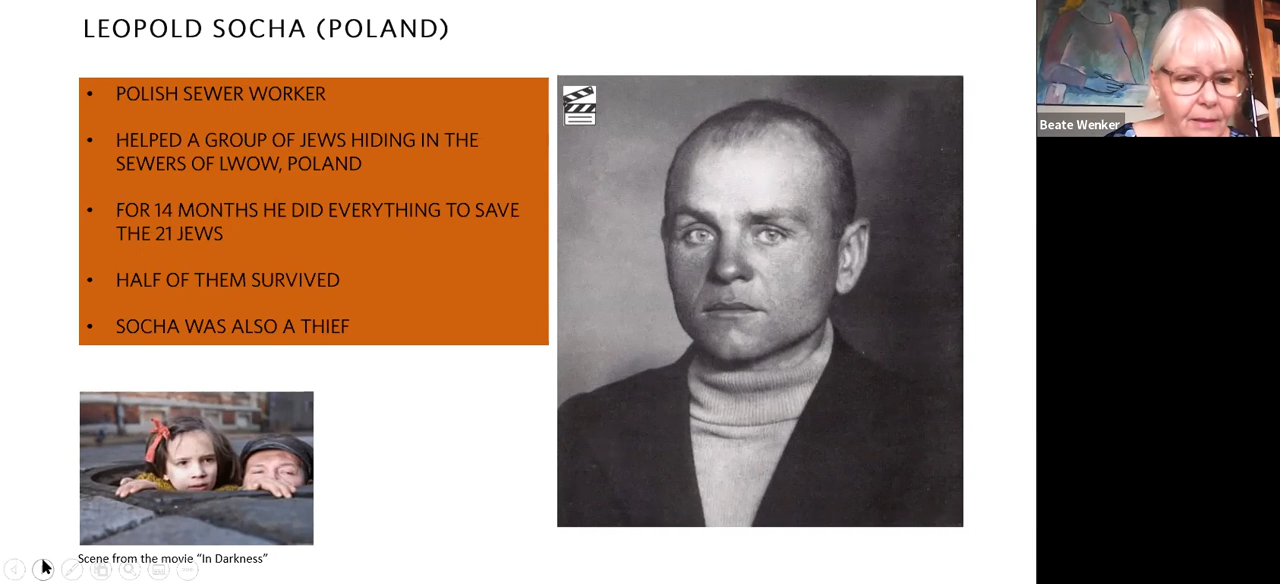 LEOPOLD SOCHA (POLAND)
• POLISH SEWER WORKER
• HELPED A GROUP OF JEWS HIDING IN THE
SEWERS OF LWOW, POLAND
• FOR 14 MONTHS HE DID EVERYTHING TO SAVE
THE 21 JEWS
• HALF OF THEM SURVIVED
• SOCHA WAS ALSO A THIEF
Scene from the movie “In Darkness”
Beate Wenker